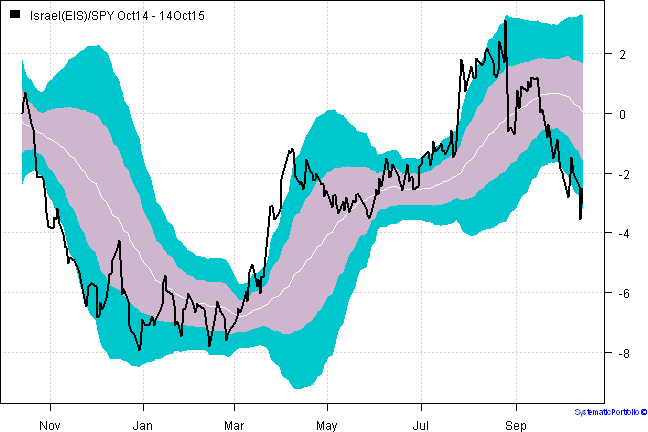 Israel(EIS)/SPY Oct14 - 14Oct15
2
0
-2
-4
-6
-8
Nov Jan Mar May Jul Sep
SystematicPortfolio ©